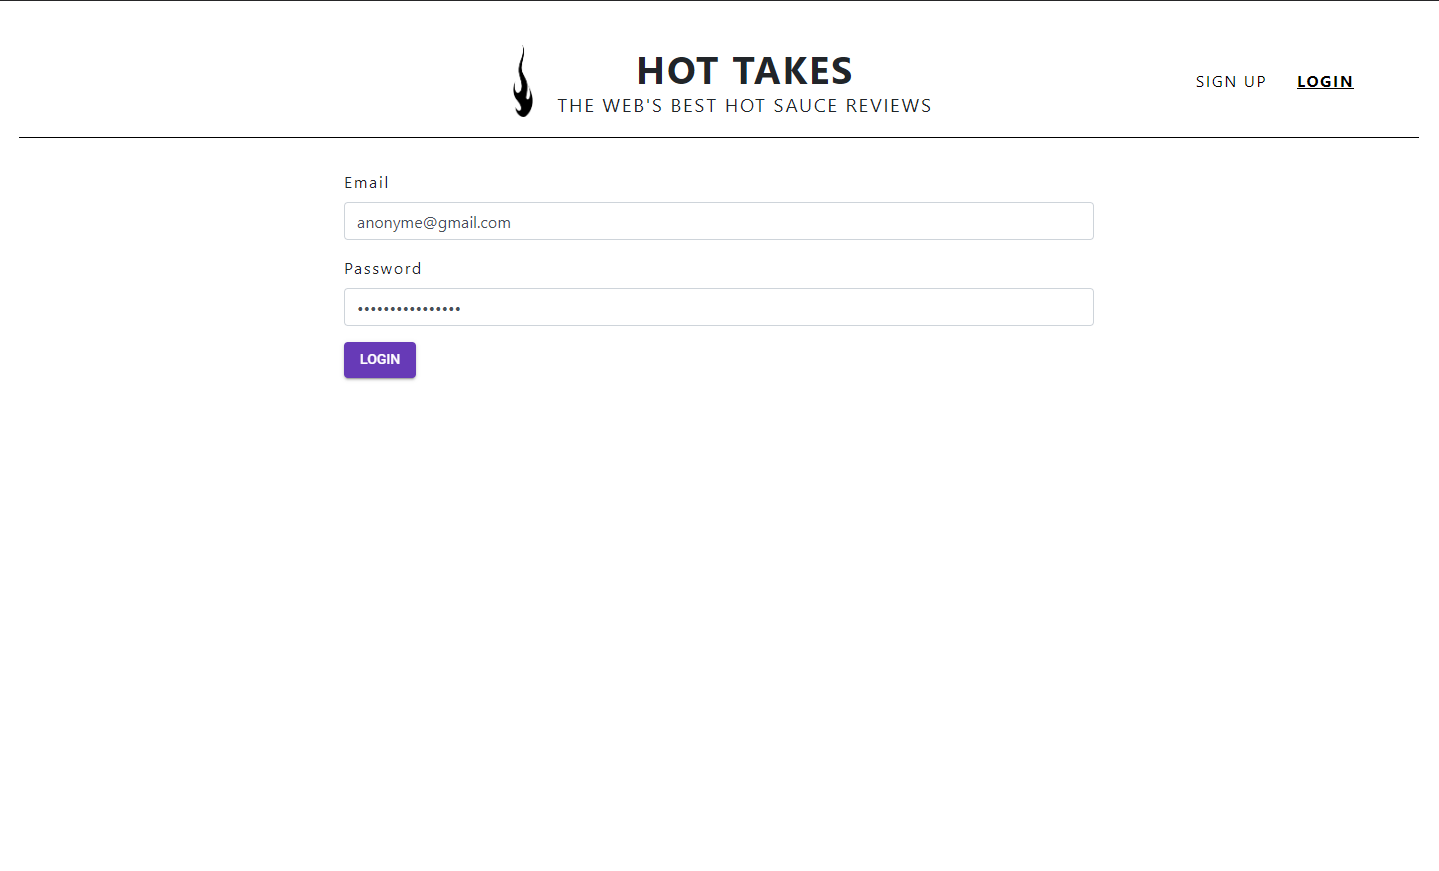 HOT TAKES
THE WEB'S BEST HOT SAUCE REVIEWS
SIGN UP
LOGIN
Email
anonyme@gmail.com
Password
••••••••••••••••
LOGIN